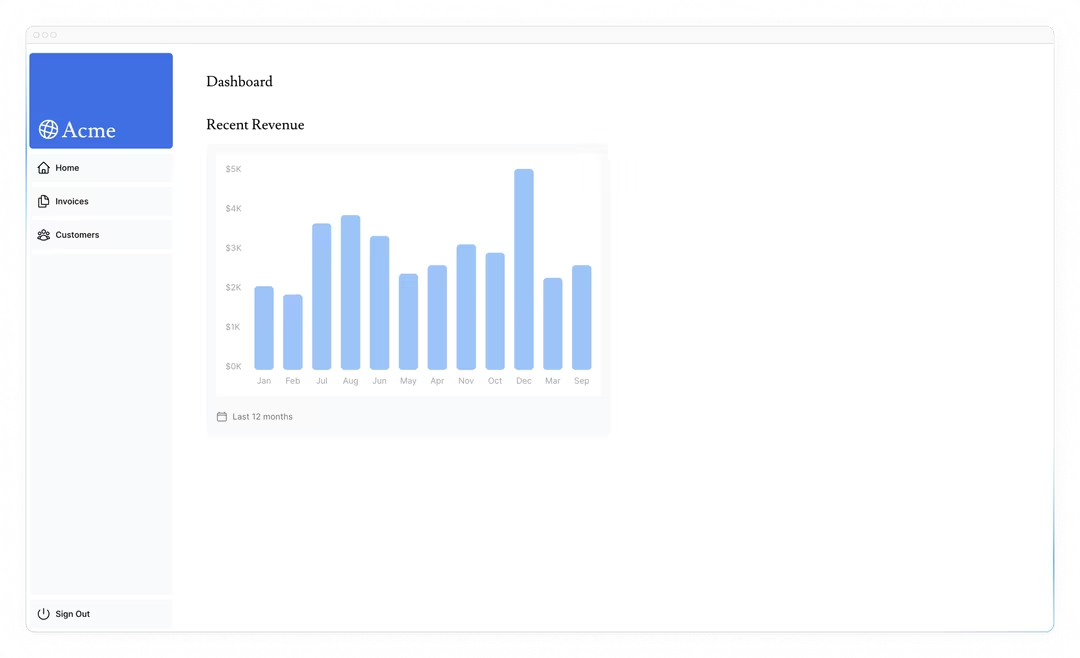 Acme
Home
Invoices
Customers
Sign Out
Dashboard
Recent Revenue
$5K
$4K
$3K
$2K
$1K
$0K
Jan Feb Jul Aug Jun May Apr Nov Oct Dec Mar Sep
Last 12 months